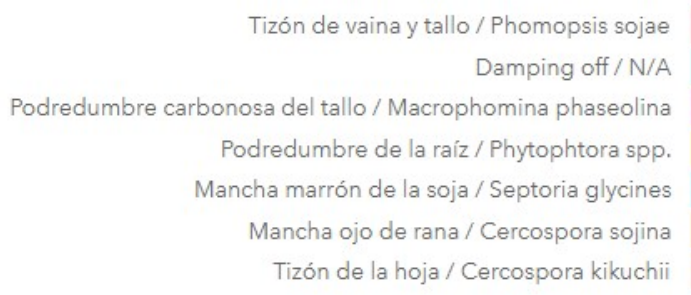 Tizón de vaina y tallo / Phomopsis sojae
Damping off / N/A
Podredumbre carbonosa del tallo / Macrophomina phaseolina
Podredumbre de la raíz / Phytophtora spp.
Mancha marrón de la soja / Septoria glycines
Mancha ojo de rana / Cercospora sojina
Tizón de la hoja / Cercospora kikuchii